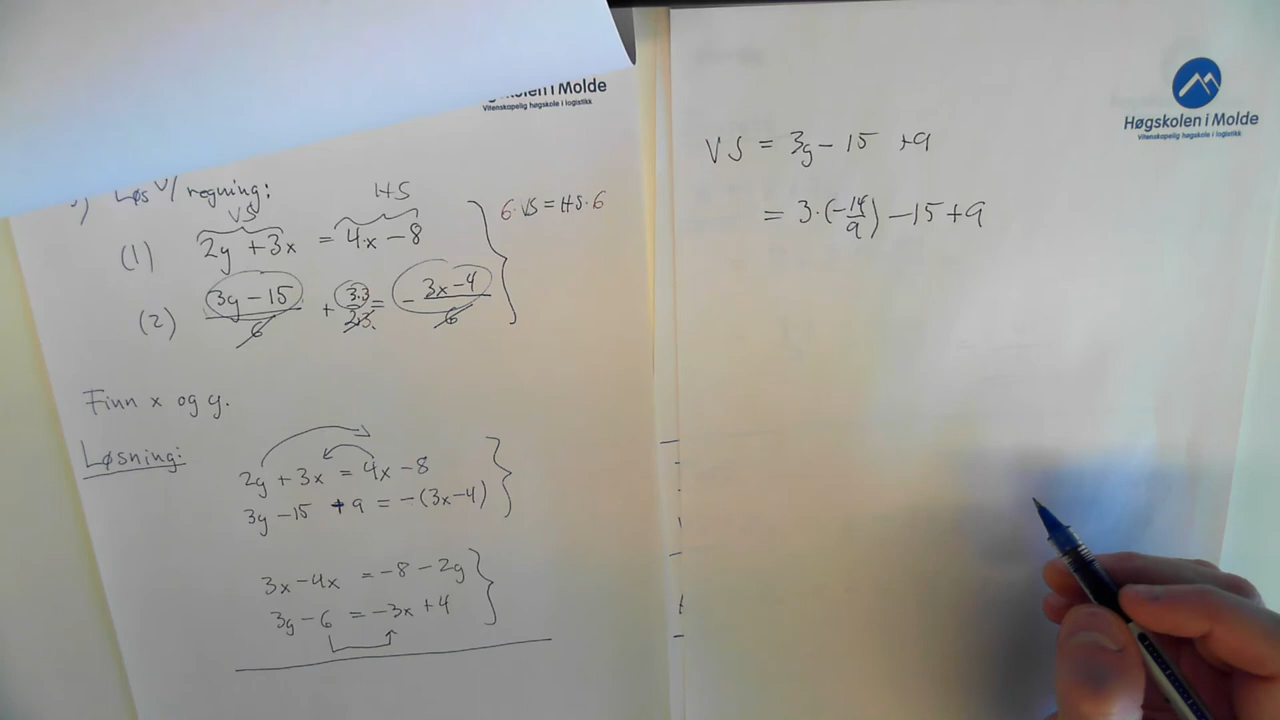 Høgskolen i Molde
Vitenskapelig høgskole i logistikk
Løs v/ regning:
VS HS
(1) 2y + 3x = 4x - 8
6·VS = HS·6
(2) (3y - 15)/6 + (3·3)/(2·3) = -(3x - 4)/6
Finn x og y.
Løsning:
2y + 3x = 4x - 8
3y - 15 + 9 = -(3x - 4)
3x - 4x = -8 - 2y
3y - 6 = -3x + 4
Høgskolen i Molde
Vitenskapelig høgskole i logistikk
VS = 3y - 15 + 9
= 3·(-14/9) - 15 + 9